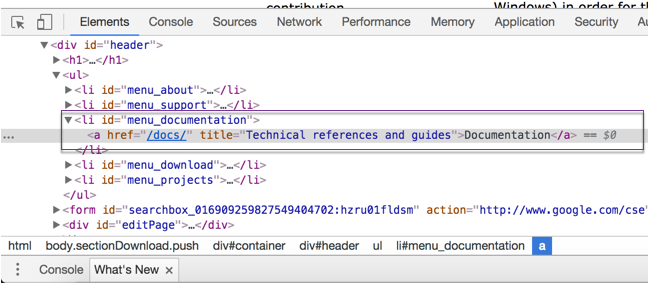 contribution
Windows) in order for th
Elements Console Sources Network Performance Memory Application Security Au
▼<div id="header">
▶<h1>…</h1>
▼<ul>
▶<li id="menu_about">…</li>
▶<li id="menu_support">…</li>
▼<li id="menu_documentation">
… <a href="/docs/" title="Technical references and guides">Documentation</a> == $0
</li>
▶<li id="menu_download">…</li>
▶<li id="menu_projects">…</li>
</ul>
▶<form id="searchbox_016909259827549404702:hzru01fldsm" action="http://www.google.com/cse"
▶<div id="editPage">…</div>
html body.sectionDownload.push div#container div#header ul li#menu_documentation a
Console What's New ×